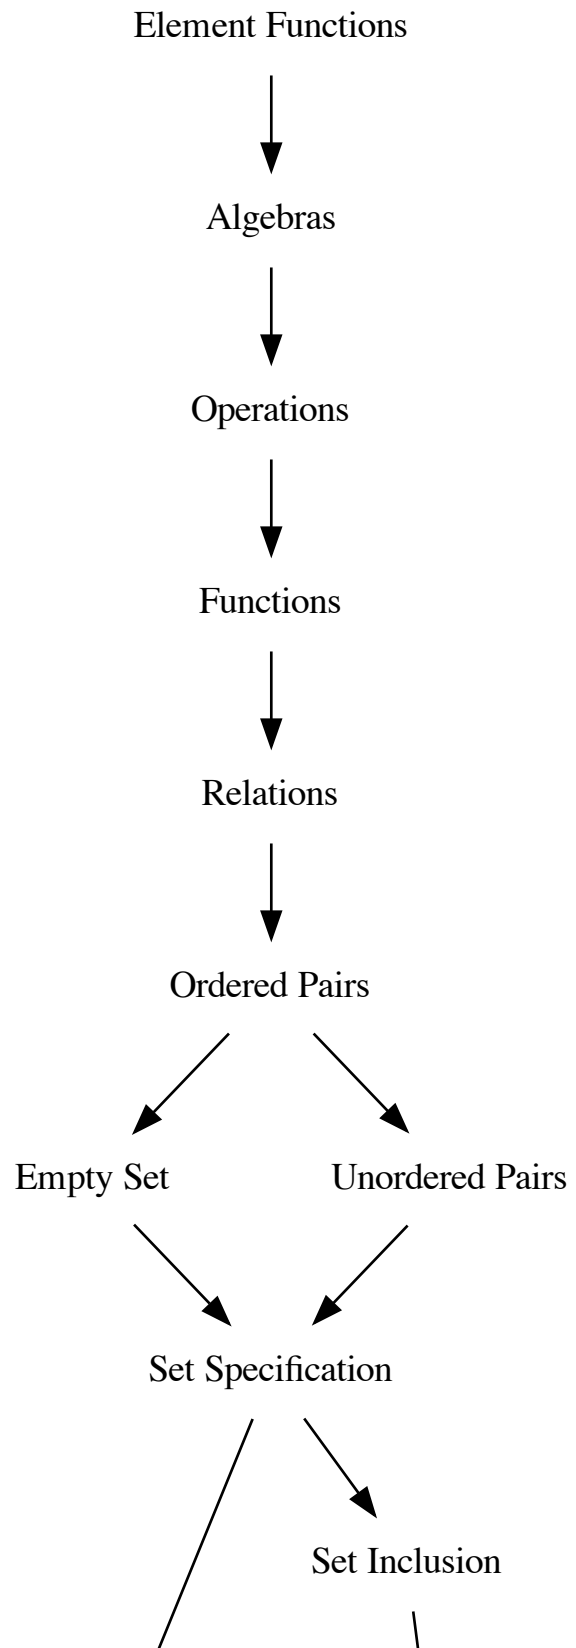 Element Functions
Algebras
Operations
Functions
Relations
Ordered Pairs
Empty Set
Unordered Pairs
Set Specification
Set Inclusion